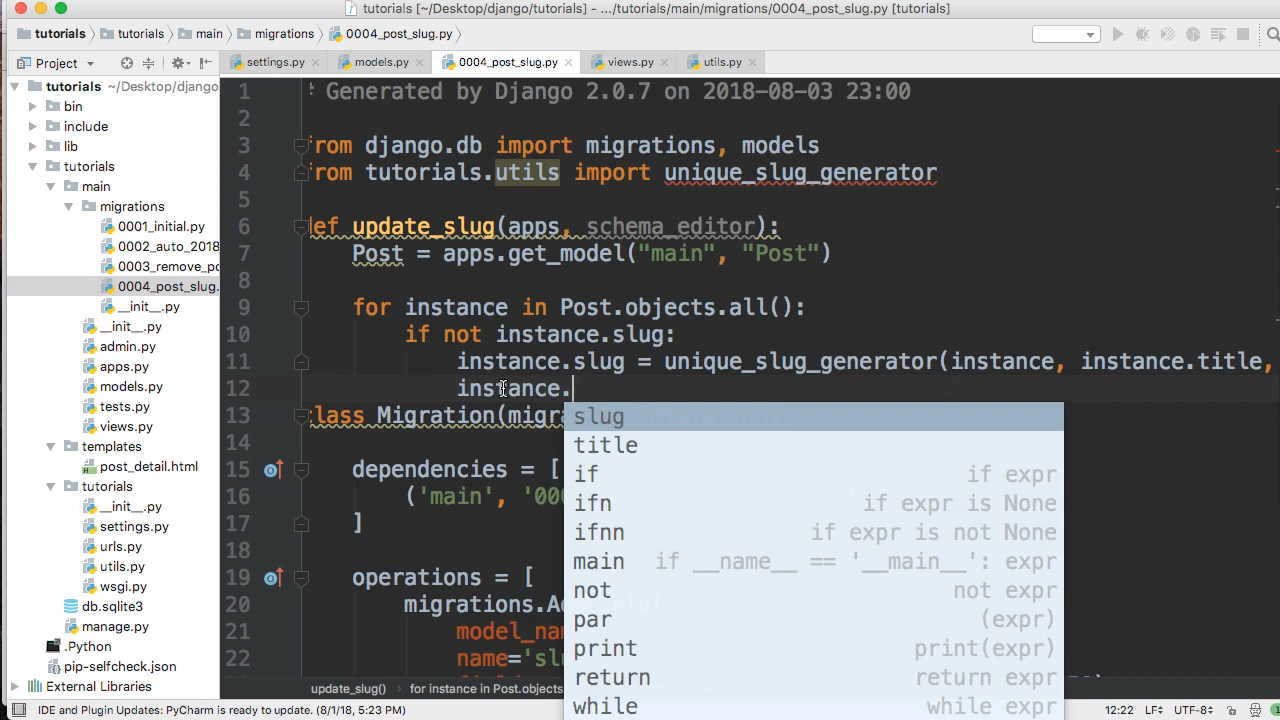 tutorials [~/Desktop/django/tutorials] - .../tutorials/main/migrations/0004_post_slug.py [tutorials]
tutorials tutorials main migrations 0004_post_slug.py
Project settings.py models.py 0004_post_slug.py views.py utils.py
tutorials ~/Desktop/django
bin
include
lib
tutorials
main
migrations
0001_initial.py
0002_auto_2018
0003_remove_po
0004_post_slug.
__init__.py
__init__.py
admin.py
apps.py
models.py
tests.py
views.py
templates
post_detail.html
tutorials
__init__.py
settings.py
urls.py
utils.py
wsgi.py
db.sqlite3
manage.py
.Python
pip-selfcheck.json
External Libraries
1 # Generated by Django 2.0.7 on 2018-08-03 23:00
2
3 from django.db import migrations, models
4 from tutorials.utils import unique_slug_generator
5
6 def update_slug(apps, schema_editor):
7 Post = apps.get_model("main", "Post")
8
9 for instance in Post.objects.all():
10 if not instance.slug:
11 instance.slug = unique_slug_generator(instance, instance.title,
12 instance.
13 class Migration(migra
14
15 dependencies = [
16 ('main', '000
17 ]
18
19 operations = [
20 migrations.Ad
21 model_na
22 name='slu
slug
title
if if expr
ifn if expr is None
ifnn if expr is not None
main if __name__ == '__main__': expr
not not expr
par (expr)
print print(expr)
return return expr
while while expr
update_slug() for instance in Post.objects
IDE and Plugin Updates: PyCharm is ready to update. (8/1/18, 5:23 PM) 12:22 LF UTF-8